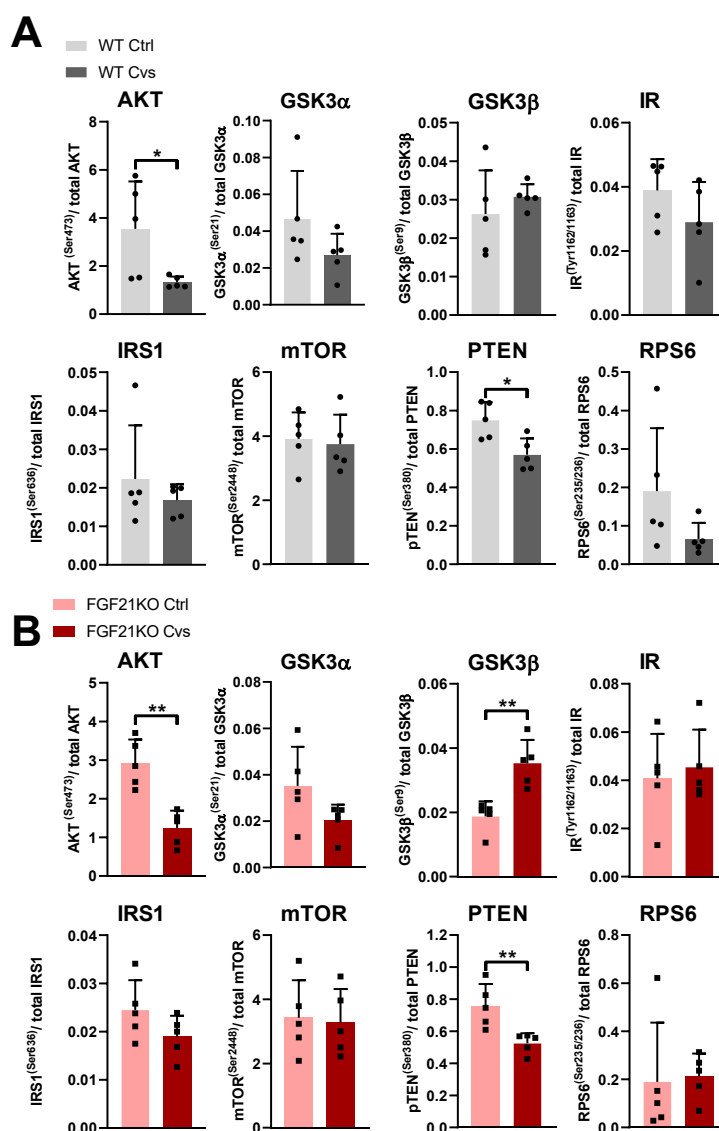 A
WT Ctrl
WT Cvs
AKT
GSK3α
GSK3β
IR
AKT (Ser473)/ total AKT
8
6
4
2
0
*
GSK3α(Ser21)/ total GSK3α
0.10
0.08
0.06
0.04
0.02
0.00
GSK3β(Ser9)/ total GSK3β
0.05
0.04
0.03
0.02
0.01
0.00
IR(Tyr1162/1163)/ total IR
0.06
0.04
0.02
0.00
IRS1
mTOR
PTEN
RPS6
IRS1(Ser636)/ total IRS1
0.05
0.04
0.03
0.02
0.01
0.00
mTOR(Ser2448)/ total mTOR
6
4
2
0
pTEN(Ser380)/ total PTEN
1.0
0.8
0.6
0.4
0.2
0.0
*
RPS6(Ser235/236)/ total RPS6
0.5
0.4
0.3
0.2
0.1
0.0
FGF21KO Ctrl
FGF21KO Cvs
B
AKT
GSK3α
GSK3β
IR
AKT (Ser473)/ total AKT
5
4
3
2
1
0
**
GSK3α(Ser21)/ total GSK3α
0.08
0.06
0.04
0.02
0.00
GSK3β(Ser9)/ total GSK3β
0.06
0.04
0.02
0.00
**
IR(Tyr1162/1163)/ total IR
0.08
0.06
0.04
0.02
0.00
IRS1
mTOR
PTEN
RPS6
IRS1(Ser636)/ total IRS1
0.04
0.03
0.02
0.01
0.00
mTOR(Ser2448)/ total mTOR
6
4
2
0
pTEN(Ser380)/ total PTEN
1.2
1.0
0.8
0.6
0.4
0.2
0.0
**
RPS6(Ser235/236)/ total RPS6
0.8
0.6
0.4
0.2
0.0